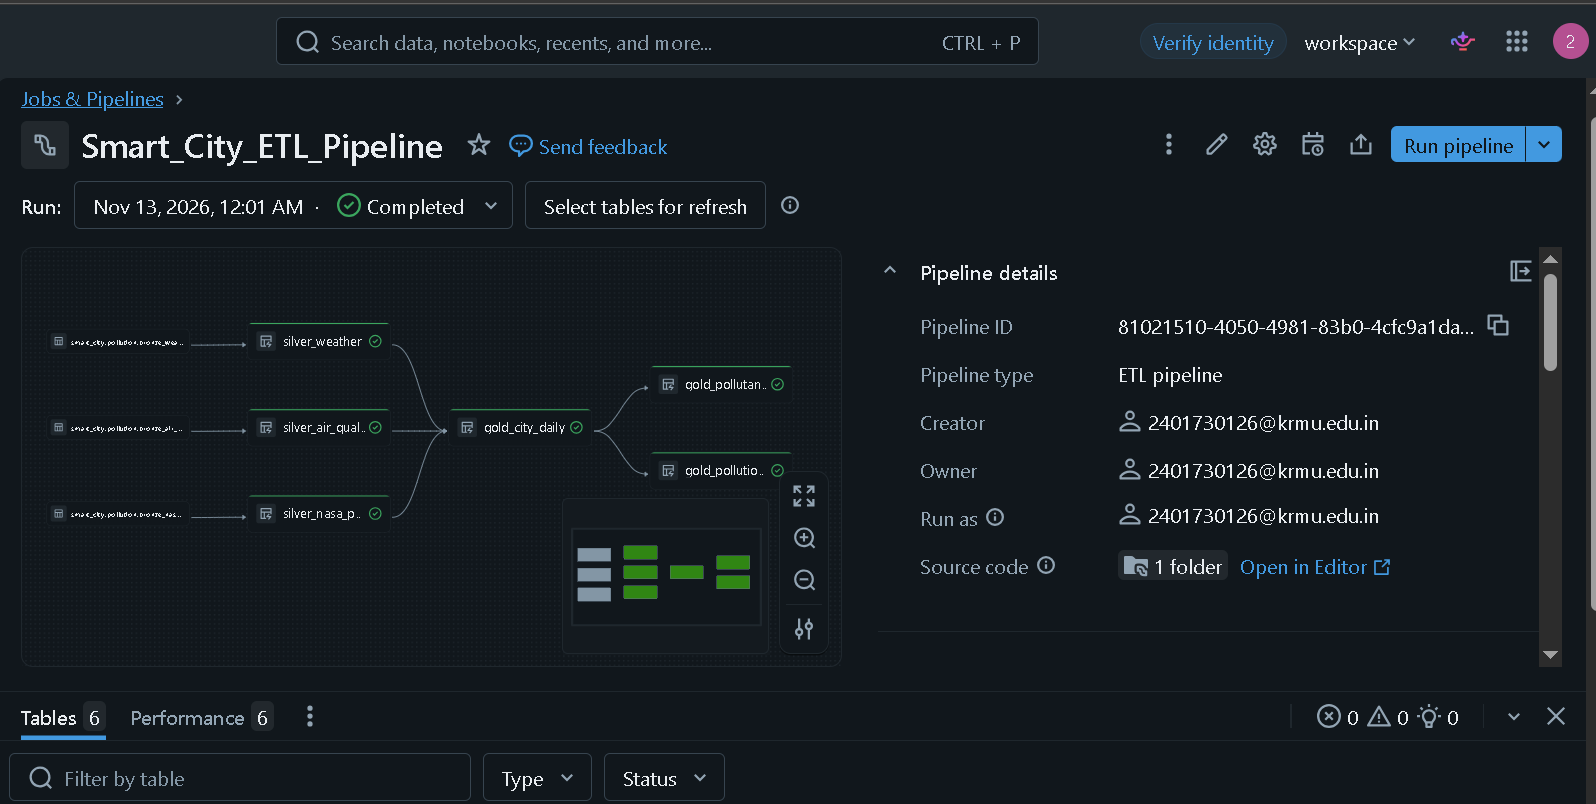 Search data, notebooks, recents, and more... CTRL + P
Verify identity
workspace
2
Jobs & Pipelines
Smart_City_ETL_Pipeline
Send feedback
Run pipeline
Run: Nov 13, 2026, 12:01 AM · Completed
Select tables for refresh
silver_weather
silver_air_qual..
silver_nasa_p..
gold_city_daily
gold_pollutan..
gold_pollutio..
Pipeline details
Pipeline ID 81021510-4050-4981-83b0-4cfc9a1da...
Pipeline type ETL pipeline
Creator 2401730126@krmu.edu.in
Owner 2401730126@krmu.edu.in
Run as 2401730126@krmu.edu.in
Source code 1 folder Open in Editor
Tables 6 Performance 6
0 0 0
Filter by table Type Status